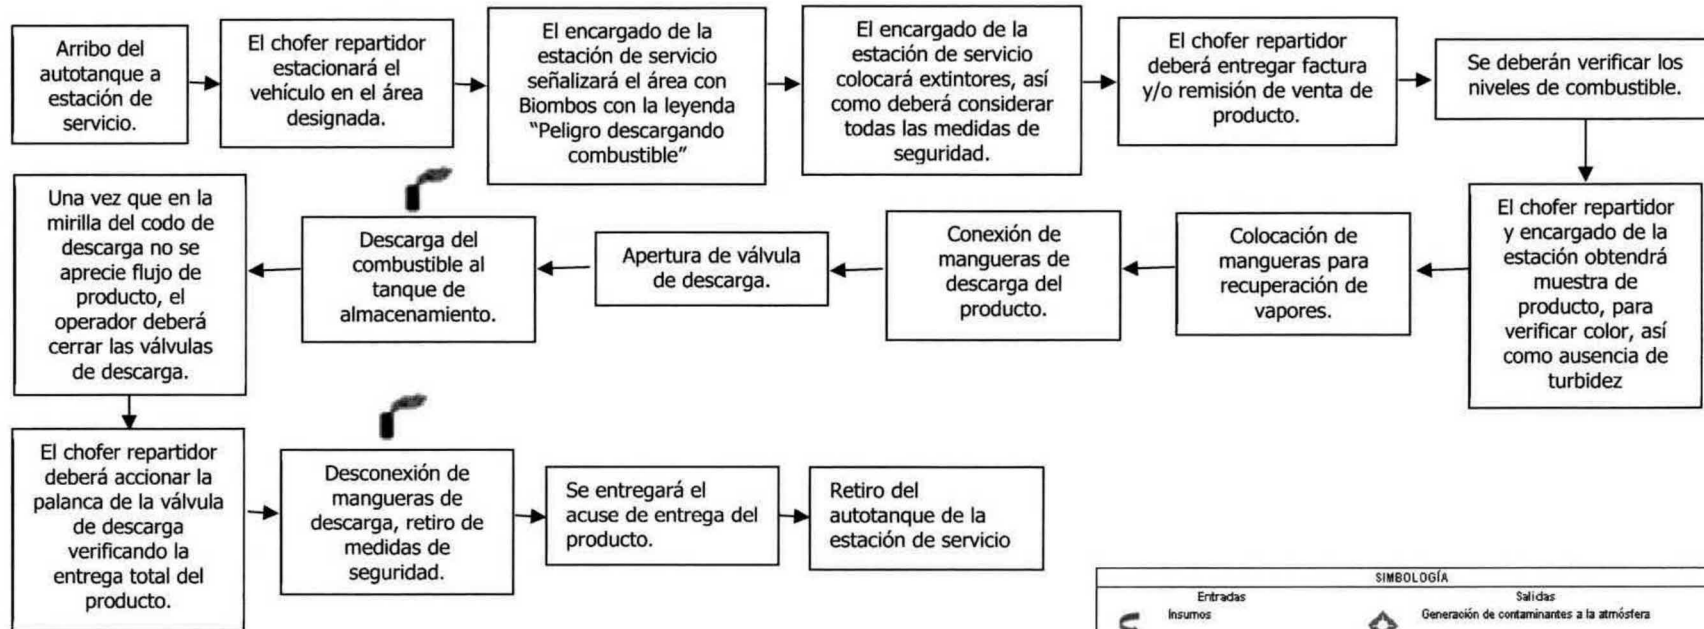 Arribo del
autotanque a
estación de
servicio.
El chofer repartidor
estacionará el
vehículo en el área
designada.
El encargado de la
estación de servicio
señalizará el área con
Biombos con la leyenda
“Peligro descargando
combustible”
El encargado de la
estación de servicio
colocará extintores, así
como deberá considerar
todas las medidas de
seguridad.
El chofer repartidor
deberá entregar factura
y/o remisión de venta de
producto.
Se deberán verificar los
niveles de combustible.
El chofer repartidor
y encargado de la
estación obtendrá
muestra de
producto, para
verificar color, así
como ausencia de
turbidez
Colocación de
mangueras para
recuperación de
vapores.
Conexión de
mangueras de
descarga del
producto.
Apertura de válvula
de descarga.
Descarga del
combustible al
tanque de
almacenamiento.
Una vez que en la
mirilla del codo de
descarga no se
aprecie flujo de
producto, el
operador deberá
cerrar las válvulas
de descarga.
El chofer repartidor
deberá accionar la
palanca de la válvula
de descarga
verificando la
entrega total del
producto.
Desconexión de
mangueras de
descarga, retiro de
medidas de
seguridad.
Se entregará el
acuse de entrega del
producto.
Retiro del
autotanque de la
estación de servicio
SIMBOLOGÍA
Entradas
Salidas
Insumos
Generación de contaminantes a la atmósfera